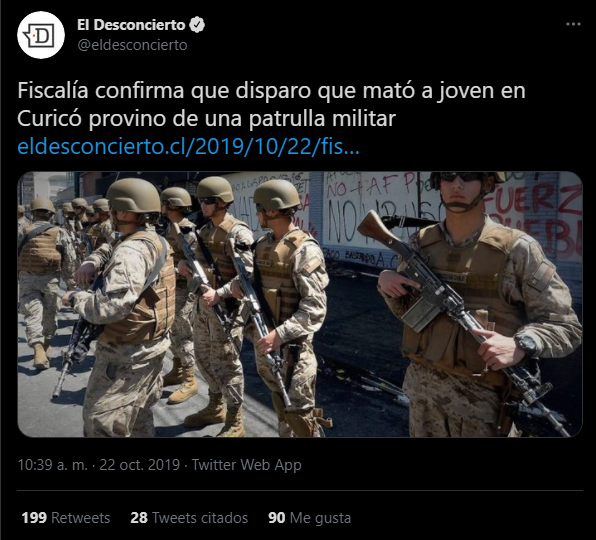 El Desconcierto
@eldesconcierto
Fiscalía confirma que disparo que mató a joven en
Curicó provino de una patrulla militar
eldesconcierto.cl/2019/10/22/fis...
NO + AFP
FUERZ
10:39 a. m. · 22 oct. 2019 · Twitter Web App
199 Retweets 28 Tweets citados 90 Me gusta